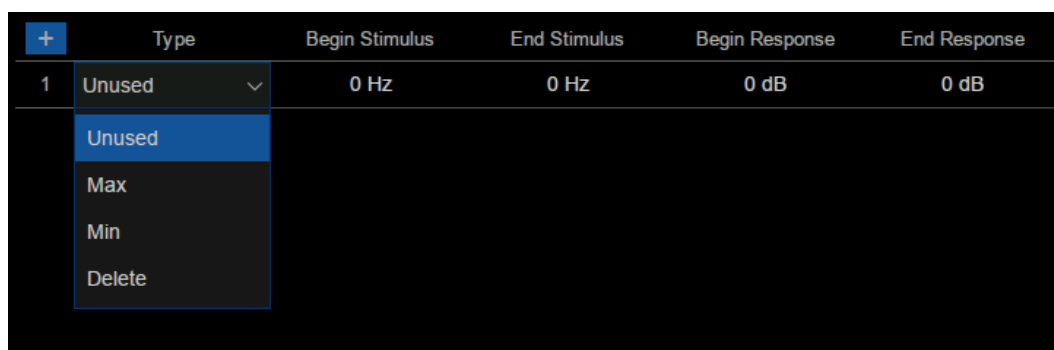 + Type Begin Stimulus End Stimulus Begin Response End Response
1 Unused 0 Hz 0 Hz 0 dB 0 dB
Unused
Max
Min
Delete